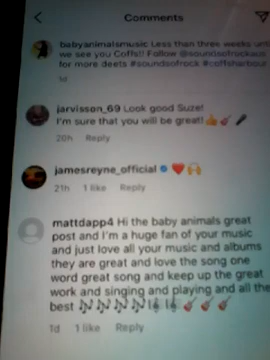 Comments
babyanimalsmusic Less than three weeks unti
we see you Coffs!! Follow @soundsofrockaus
for more deets #soundsofrock #coffsharbour
1d
jarvisson_69 Look good Suze!
I'm sure that you will be great!!👍🎸🎤
20h Reply
jamesreyne_official ❤️🙌
21h 1 like Reply
mattdapp4 Hi the baby animals great
post and I'm a huge fan of your music
and just love all your music and albums
they are great and love the song one
word great song and keep up the great
work and singing and playing and all the
best 🎶🎶🎶🎶🎼🎼🎸🎸🎸
1d 1 like Reply